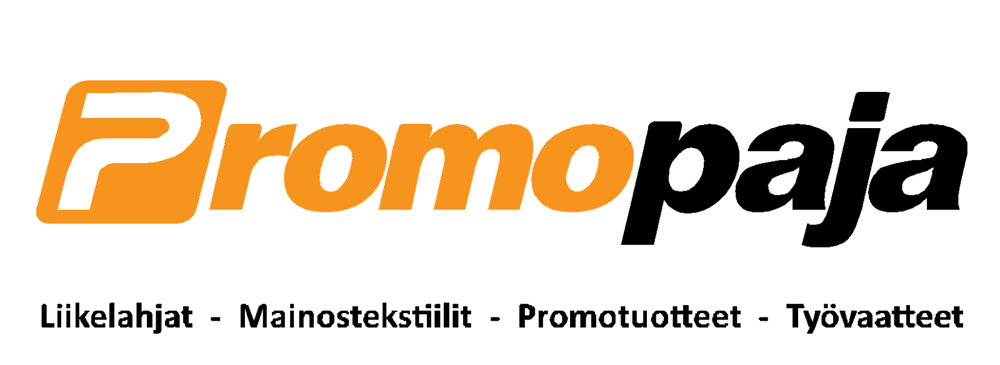 Promopaja
Liikelahjat - Mainostekstiilit - Promotuotteet - Työvaatteet